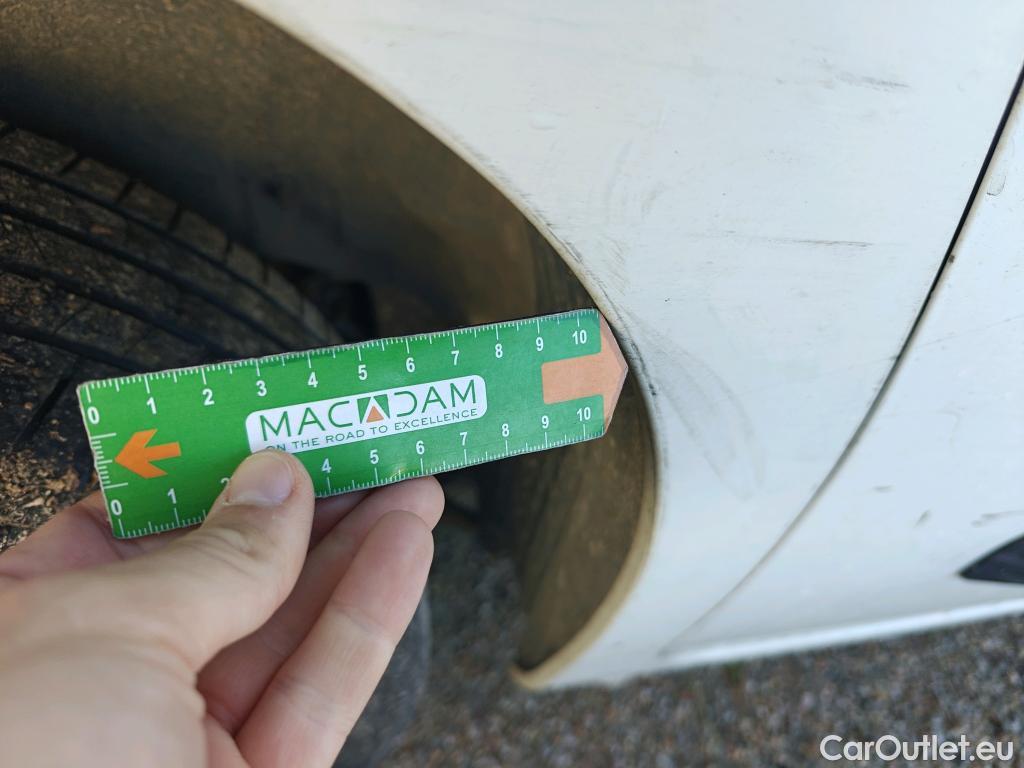 0 1 2 3 4 5 6 7 8 9 10
MACADAM
ON THE ROAD TO EXCELLENCE
0 1 2 4 5 6 7 8 9 10
CarOutlet.eu